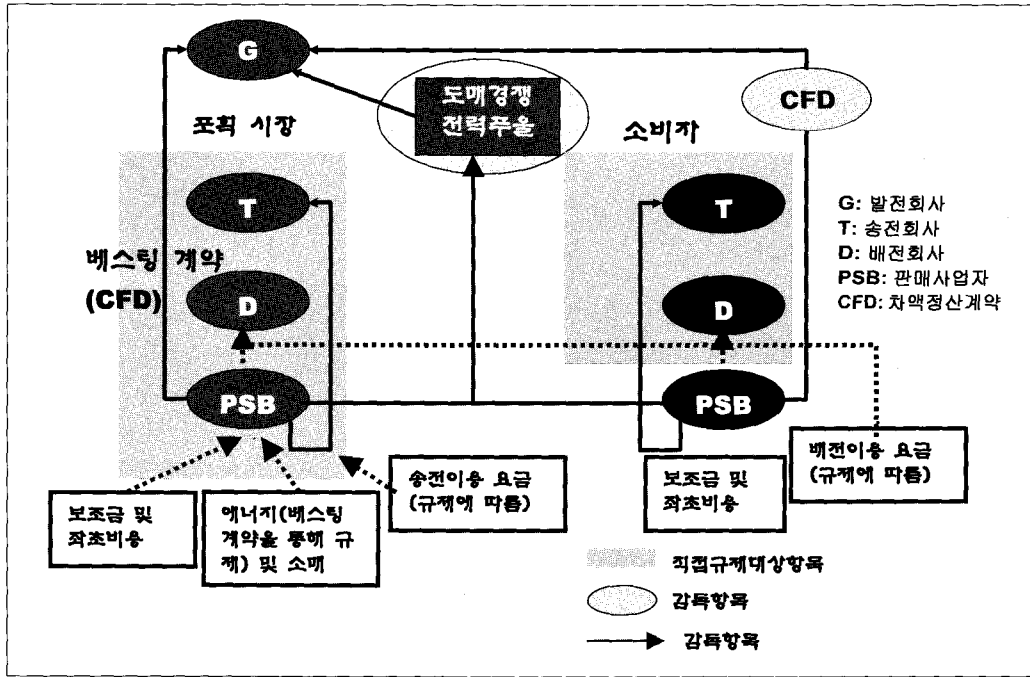 G
도매경쟁
전력푸울
CFD
포획 시장
소비자
T
T
G: 발전회사
T: 송전회사
D: 배전회사
PSB: 판매사업자
CFD: 차액정산계약
베스팅 계약
(CFD)
D
D
PSB
PSB
보조금 및
좌초비용
에너지(베스팅
계약을 통해 규
제) 및 소매
송전이용 요금
(규제에 따름)
보조금 및
좌초비용
배전이용 요금
(규제에 따름)
직접규제대상항목
감독항목
감독항목